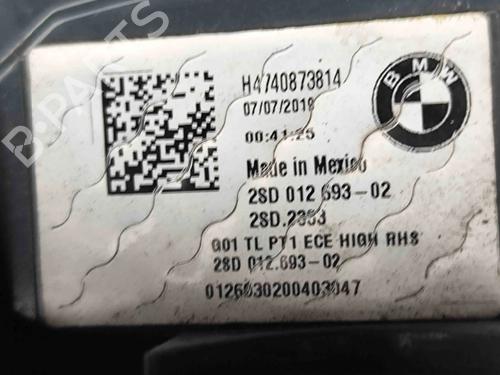 H4740873814
07/07/2018
00:41:25
BMW
Made in Mexico
2SD 012 693-02
2SD.2353
G01 TL PT1 ECE HIGH RHS
2SD 012.693-02
0126030200403047
B-PARTS